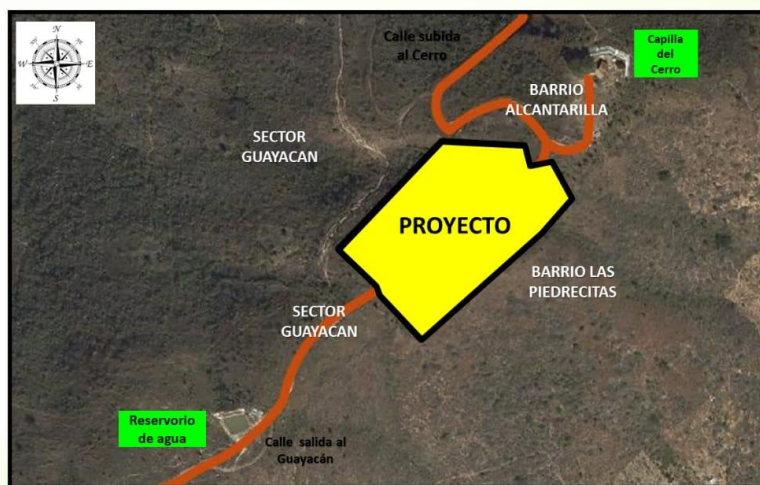 N
W
E
S
Calle subida
al Cerro
Capilla
del
Cerro
BARRIO
ALCANTARILLA
SECTOR
GUAYACAN
PROYECTO
BARRIO LAS
PIEDRECITAS
SECTOR
GUAYACAN
Reservorio
de agua
Calle salida al
Guayacán